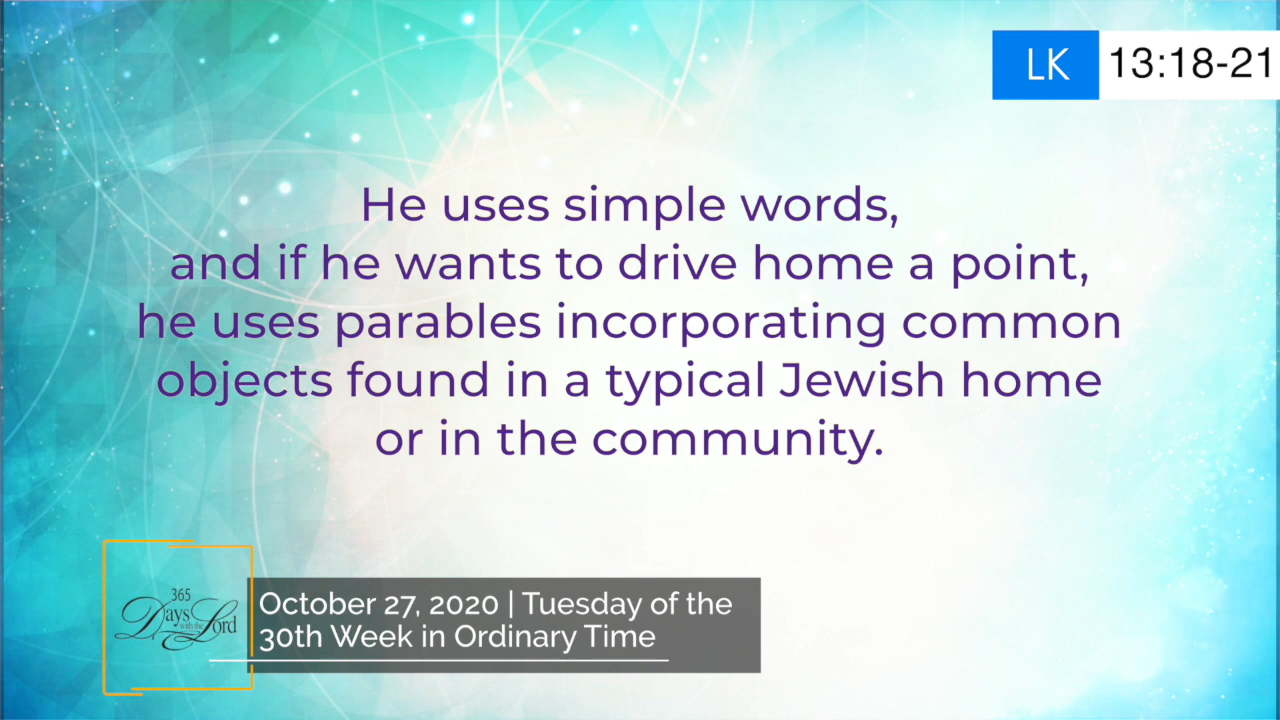 LK 13:18-21
He uses simple words,
and if he wants to drive home a point,
he uses parables incorporating common
objects found in a typical Jewish home
or in the community.
365
Days with the Lord
October 27, 2020 | Tuesday of the
30th Week in Ordinary Time